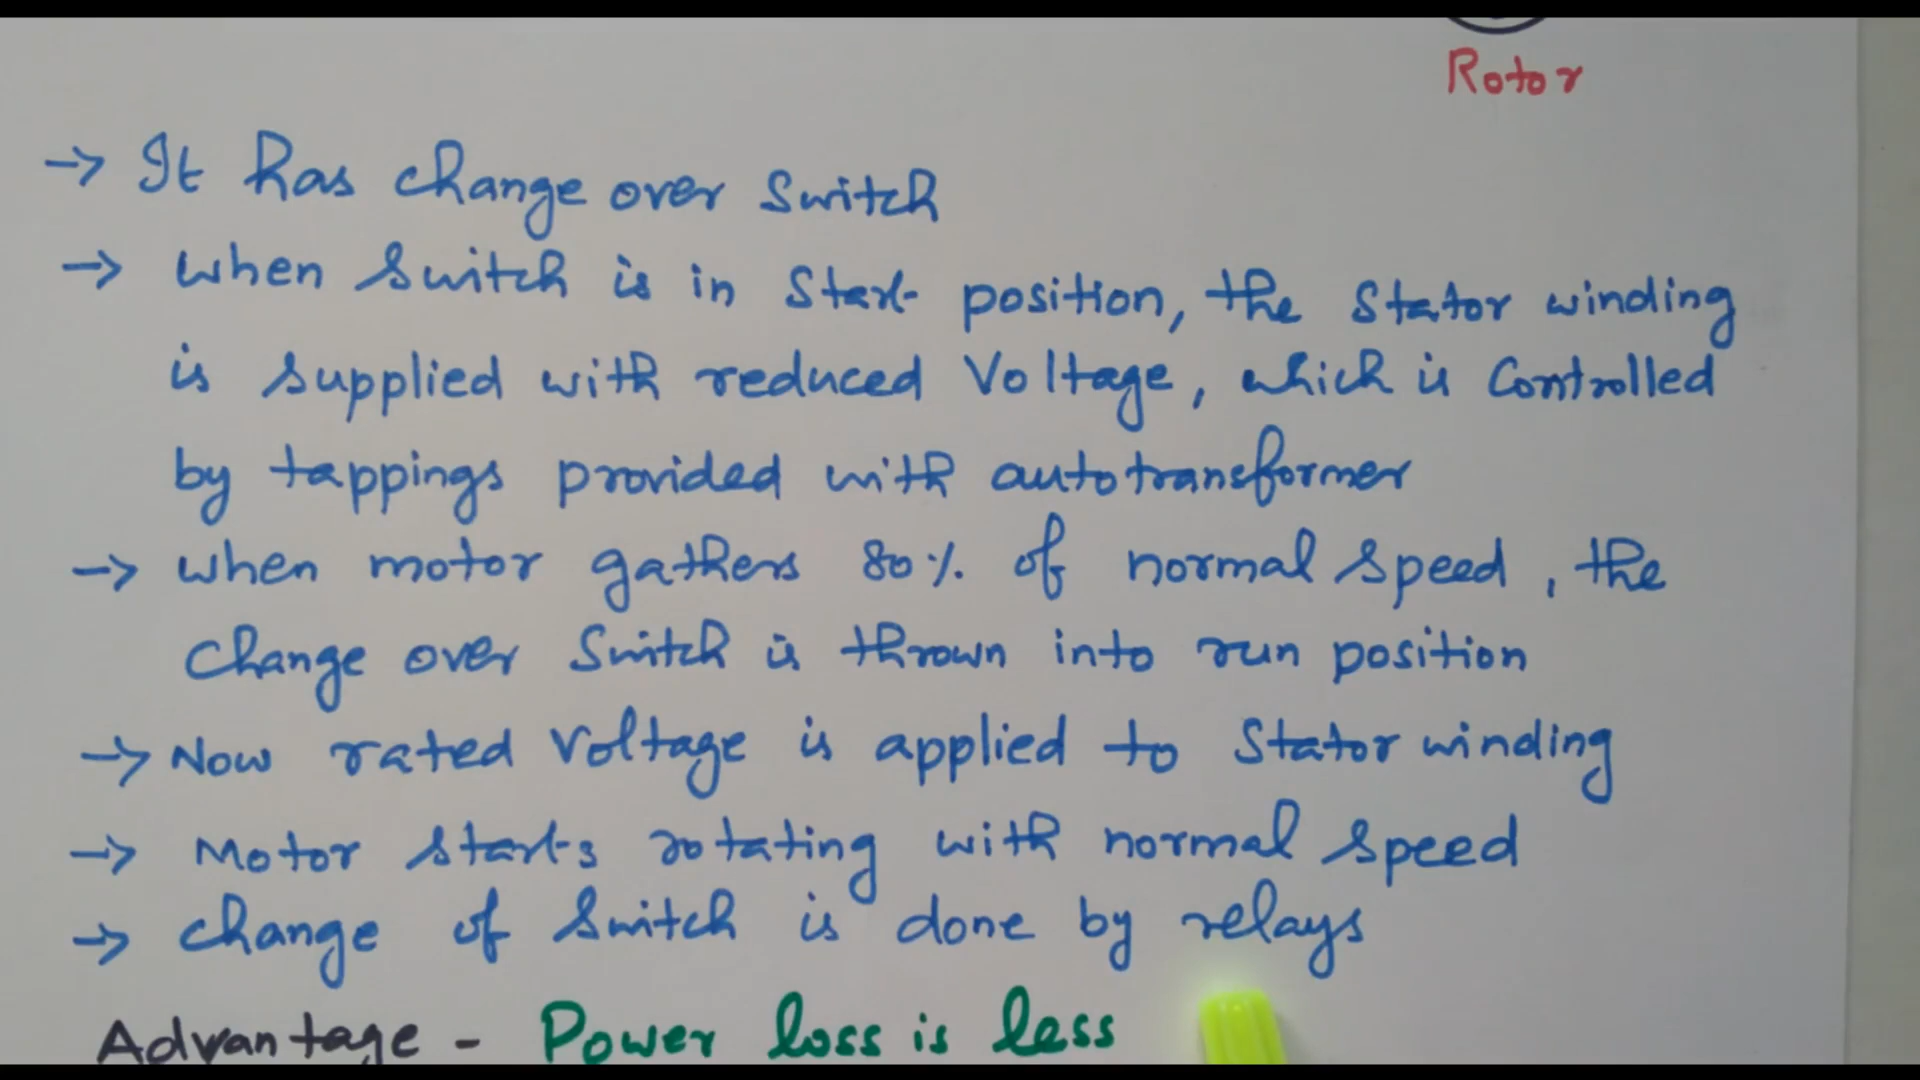 Rotor
→ It has change over switch
→ When switch is in start position, the stator winding
is supplied with reduced voltage, which is controlled
by tappings provided with autotransformer
→ When motor gathers 80% of normal speed, the
change over switch is thrown into run position
→ Now rated voltage is applied to stator winding
→ Motor starts rotating with normal speed
→ change of switch is done by relays
Advantage - Power loss is less